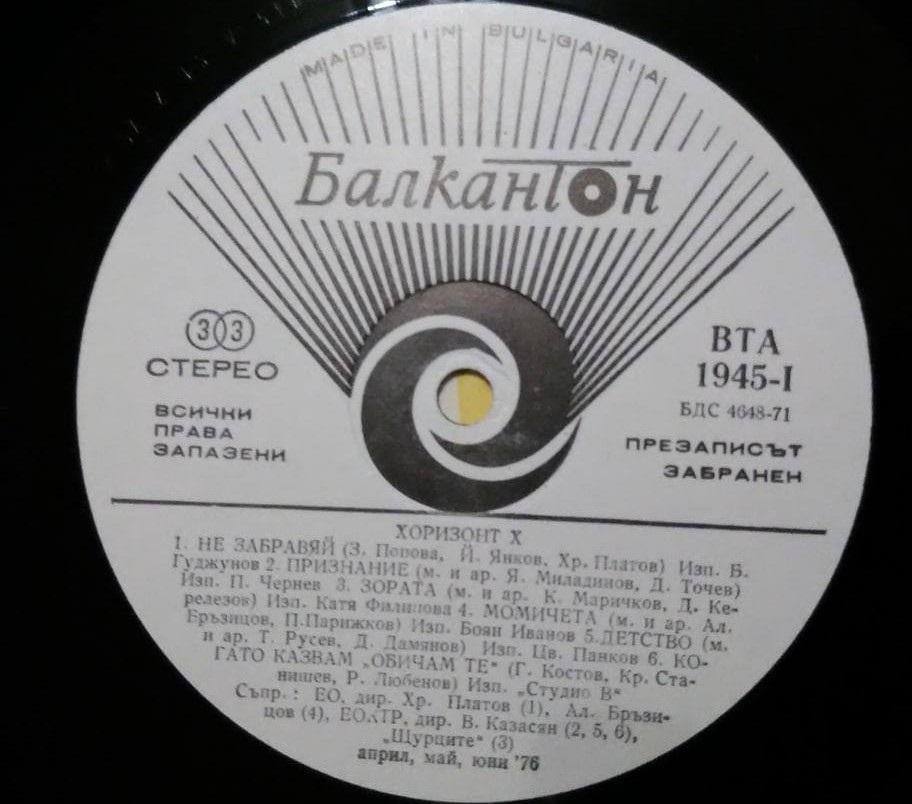 MADE IN BULGARIA
Балкантон
33
СТЕРЕО
ВСИЧКИ
ПРАВА
ЗАПАЗЕНИ
ВТА
1945-I
БДС 4648-71
ПРЕЗАПИСЪТ
ЗАБРАНЕН
ХОРИЗОНТ X
1. НЕ ЗАБРАВЯЙ (З. Попова, Й. Янков, Хр. Платов) Изп. Б.
Гуджунов 2. ПРИЗНАНИЕ (м. и ар. Я. Миладинов, Д. Точев)
Изп. П. Чернев 3. ЗОРАТА (м. и ар. К. Маричков, Д. Ке-
релезов) Изп. Катя Филипова 4. МОМИЧЕТА (м. и ар. Ал.
Бръзицов, П.Парижков) Изп. Боян Иванов 5.ДЕТСТВО (м.
и ар. Т. Русев, Д. Дамянов) Изп. Цв. Панков 6. КО-
ГАТО КАЗВАМ „ОБИЧАМ ТЕ“ (Г. Костов, Кр. Ста-
нишев, Р. Любенов) Изп. „Студио В“
Съпр.: ЕО, дир. Хр. Платов (1), Ал. Бръзи-
цов (4), ЕОКТР, дир. В. Казасян (2, 5, 6),
„Щурците“ (3)
април, май, юни '76